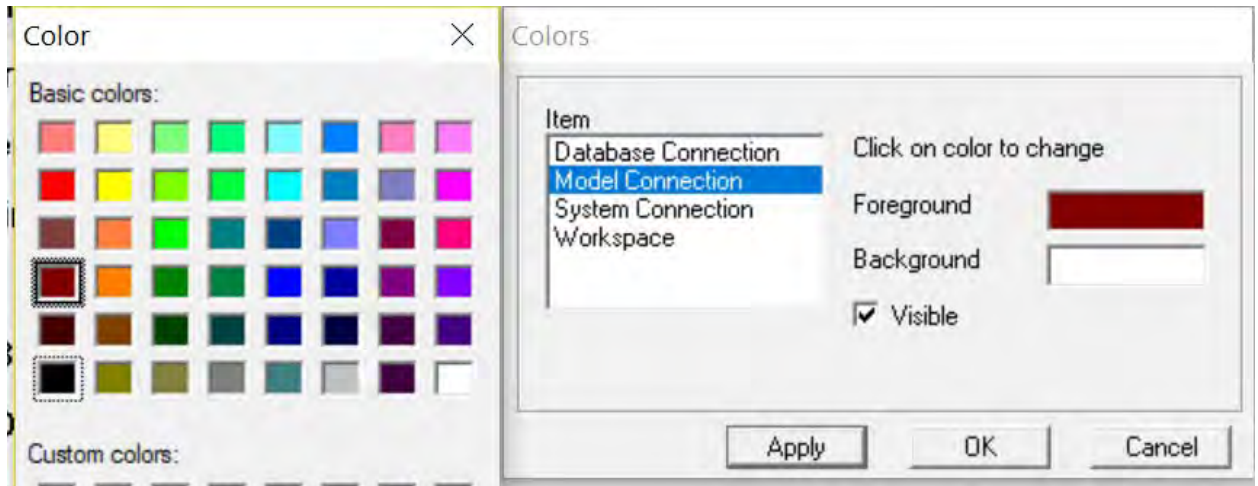 Color
Basic colors:
Custom colors:
Colors
Item
Database Connection
Model Connection
System Connection
Workspace
Click on color to change
Foreground
Background
Visible
Apply
OK
Cancel